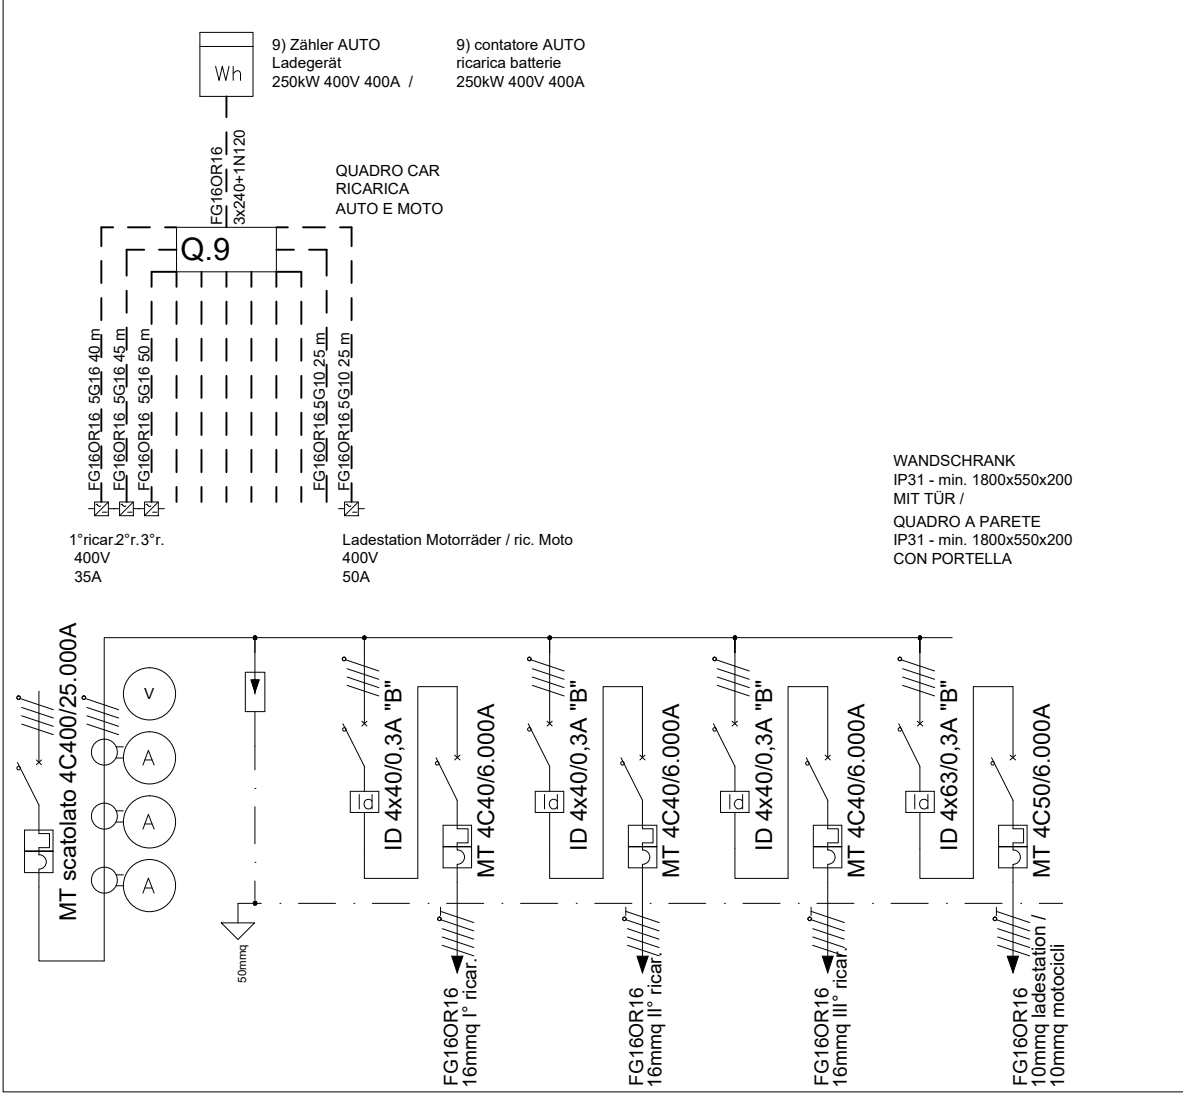 9) Zähler AUTO
Ladegerät
250kW 400V 400A /
9) contatore AUTO
ricarica batterie
250kW 400V 400A
Wh
FG16OR16
3x240+1N120
QUADRO CAR
RICARICA
AUTO E MOTO
Q.9
FG16OR16 5G16 40 m
FG16OR16 5G16 45 m
FG16OR16 5G16 50 m
FG16OR16 5G10 25 m
FG16OR16 5G10 25 m
1°ricar.2°r.3°r.
400V
35A
Ladestation Motorräder / ric. Moto
400V
50A
WANDSCHRANK
IP31 - min. 1800x550x200
MIT TÜR /
QUADRO A PARETE
IP31 - min. 1800x550x200
CON PORTELLA
MT scatolato 4C400/25.000A
V
A
A
A
50mmq
Id
ID 4x40/0,3A "B"
MT 4C40/6.000A
Id
ID 4x40/0,3A "B"
MT 4C40/6.000A
Id
ID 4x40/0,3A "B"
MT 4C40/6.000A
Id
ID 4x63/0,3A "B"
MT 4C50/6.000A
FG16OR16
16mmq I° ricar.
FG16OR16
16mmq II° ricar.
FG16OR16
16mmq III° ricar.
FG16OR16
10mmq ladestation /
10mmq motocicli